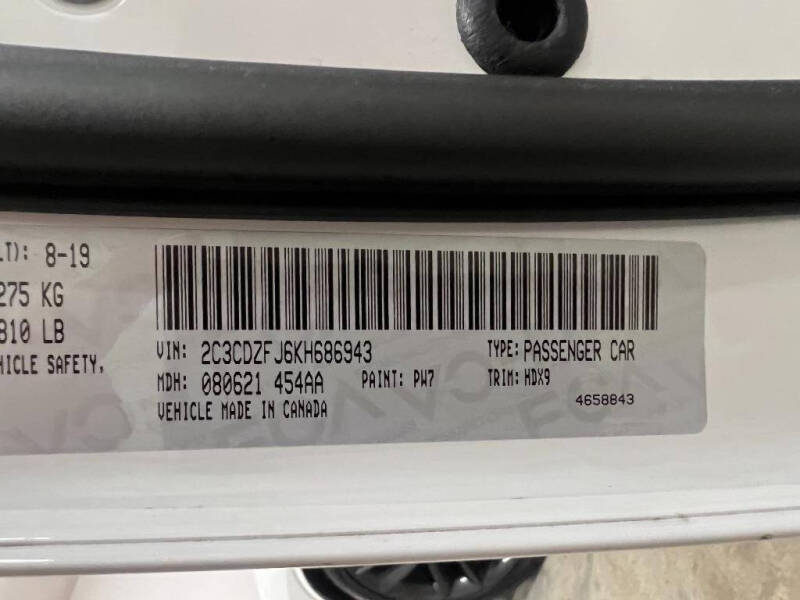 LT): 8-19
275 KG
810 LB
HICLE SAFETY,
VIN: 2C3CDZFJ6KH686943 TYPE: PASSENGER CAR
MDH: 080621 454AA PAINT: PW7 TRIM: HDX9
VEHICLE MADE IN CANADA 4658843